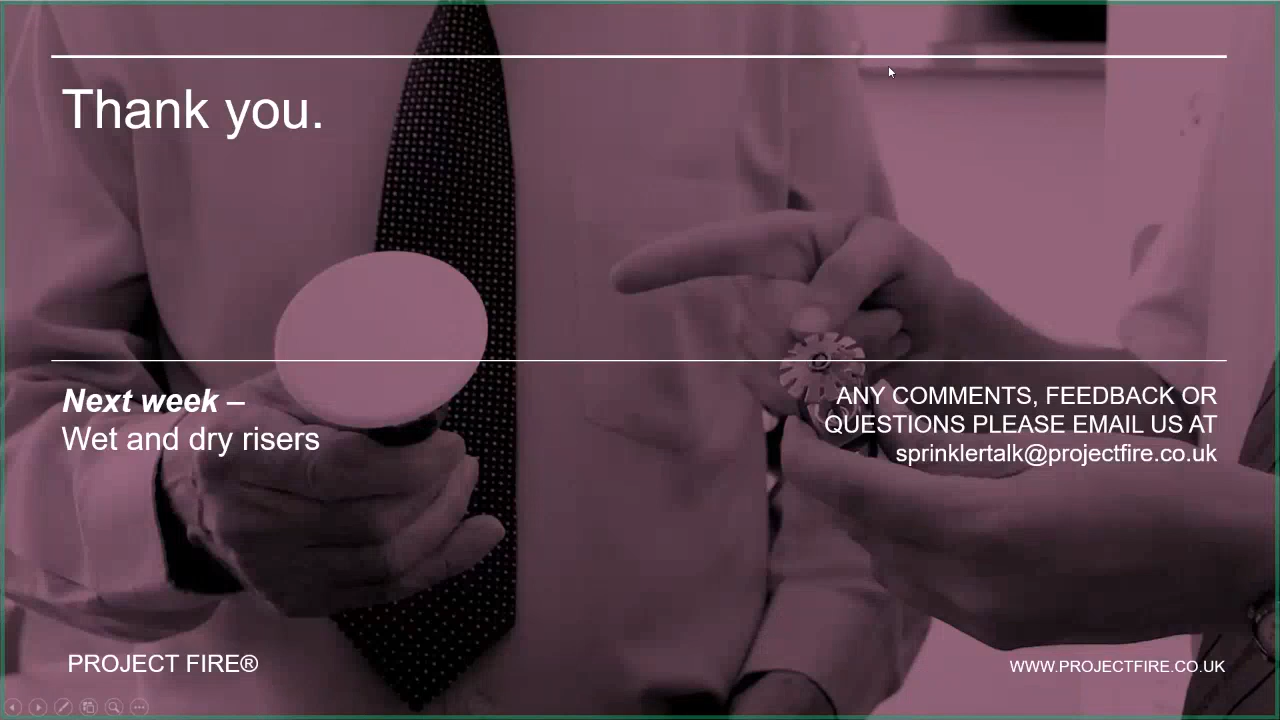 Thank you.
Next week –
Wet and dry risers
ANY COMMENTS, FEEDBACK OR
QUESTIONS PLEASE EMAIL US AT
sprinklertalk@projectfire.co.uk
PROJECT FIRE®
WWW.PROJECTFIRE.CO.UK